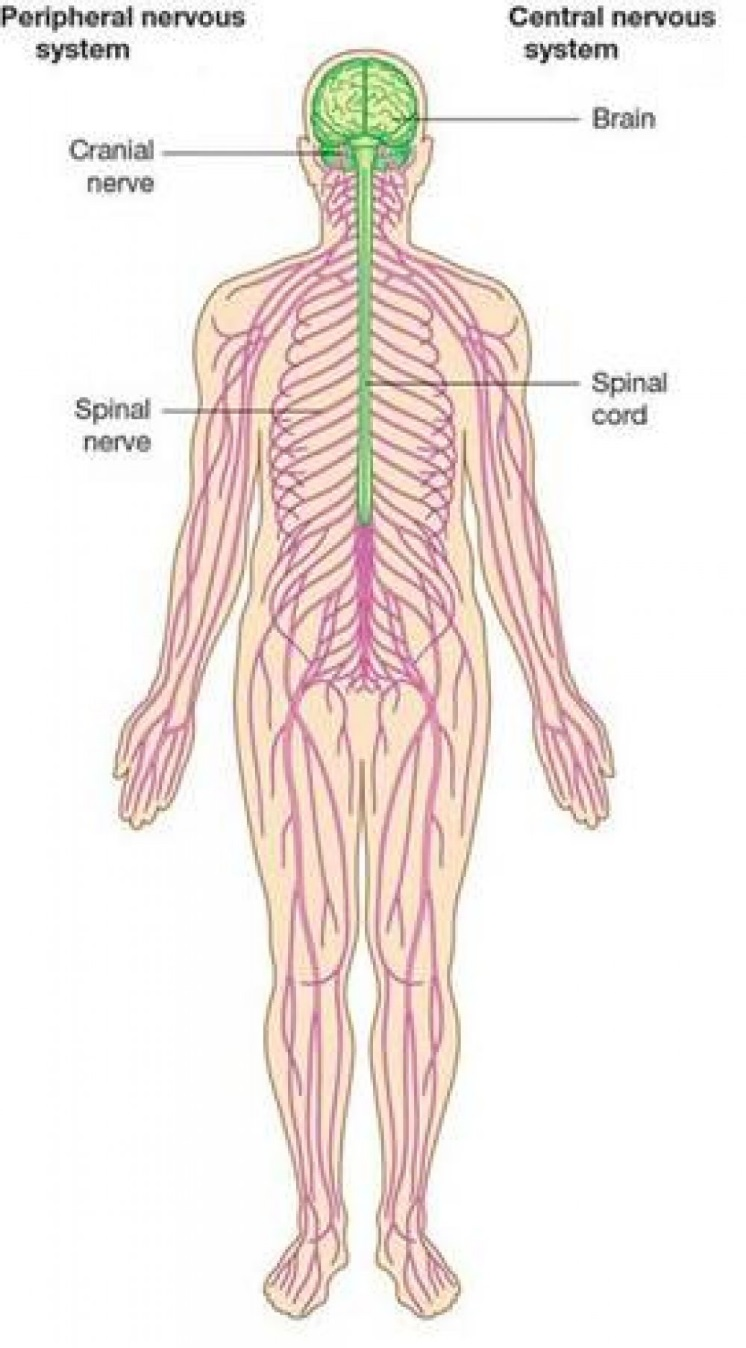 Peripheral nervous
system
Central nervous
system
Brain
Cranial
nerve
Spinal
cord
Spinal
nerve